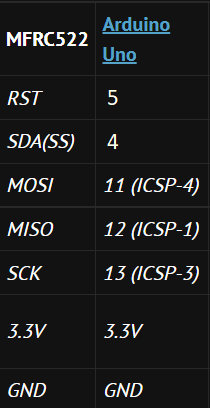 MFRC522 Arduino Uno
RST 5
SDA(SS) 4
MOSI 11 (ICSP-4)
MISO 12 (ICSP-1)
SCK 13 (ICSP-3)
3.3V 3.3V
GND GND